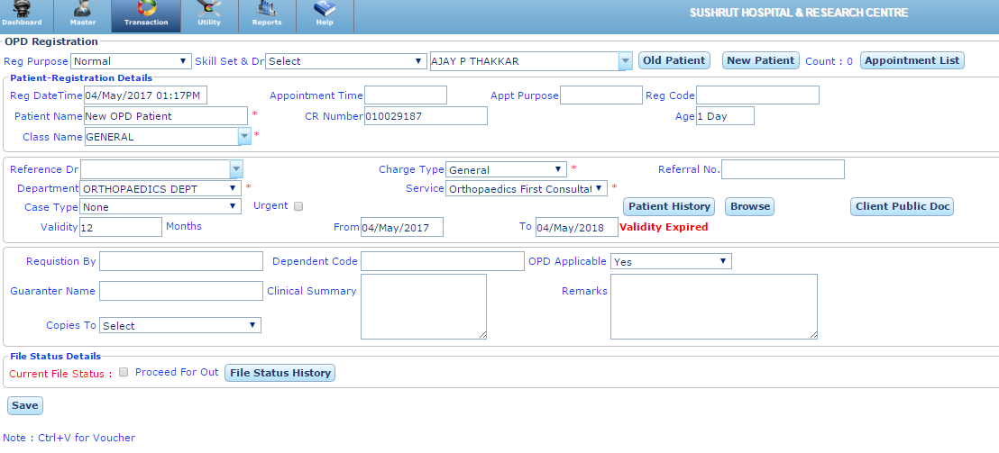 Dashboard Master Transaction Utility Reports Help
SUSHRUT HOSPITAL & RESEARCH CENTRE
OPD Registration
Reg Purpose Normal Skill Set & Dr Select AJAY P THAKKAR Old Patient New Patient Count : 0 Appointment List
Patient-Registration Details
Reg DateTime 04/May/2017 01:17PM Appointment Time Appt Purpose Reg Code
Patient Name New OPD Patient * CR Number 010029187 Age 1 Day
Class Name GENERAL *
Reference Dr Charge Type General * Referral No.
Department ORTHOPAEDICS DEPT * Service Orthopaedics First Consultat *
Case Type None Urgent Patient History Browse Client Public Doc
Validity 12 Months From 04/May/2017 To 04/May/2018 Validity Expired
Requistion By Dependent Code OPD Applicable Yes
Guaranter Name Clinical Summary Remarks
Copies To Select
File Status Details
Current File Status : Proceed For Out File Status History
Save
Note : Ctrl+V for Voucher